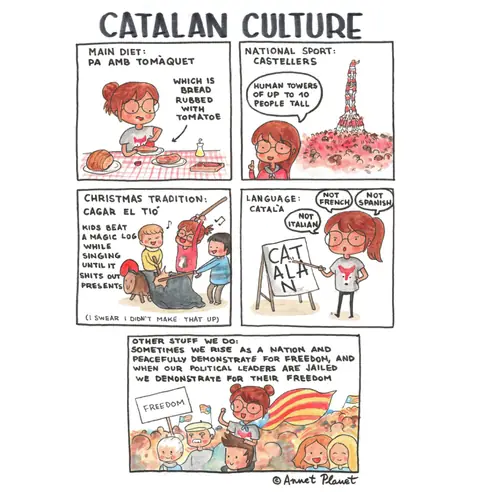 CATALAN CULTURE
MAIN DIET:
PA AMB TOMÀQUET
WHICH IS
BREAD
RUBBED
WITH
TOMATOE
NATIONAL SPORT:
CASTELLERS
HUMAN TOWERS
OF UP TO 10
PEOPLE TALL
CHRISTMAS TRADITION:
CAGAR EL TIÓ
KIDS BEAT
A MAGIC LOG
WHILE
SINGING
UNTIL IT
SHITS OUT
PRESENTS
(I SWEAR I DIDN'T MAKE THAT UP)
LANGUAGE:
CATALÀ
NOT
ITALIAN
NOT
FRENCH
NOT
SPANISH
CAT
ALA
N
OTHER STUFF WE DO:
SOMETIMES WE RISE AS A NATION AND
PEACEFULLY DEMONSTRATE FOR FREEDOM, AND
WHEN OUR POLITICAL LEADERS ARE JAILED
WE DEMONSTRATE FOR THEIR FREEDOM
FREEDOM
© Annet Planet